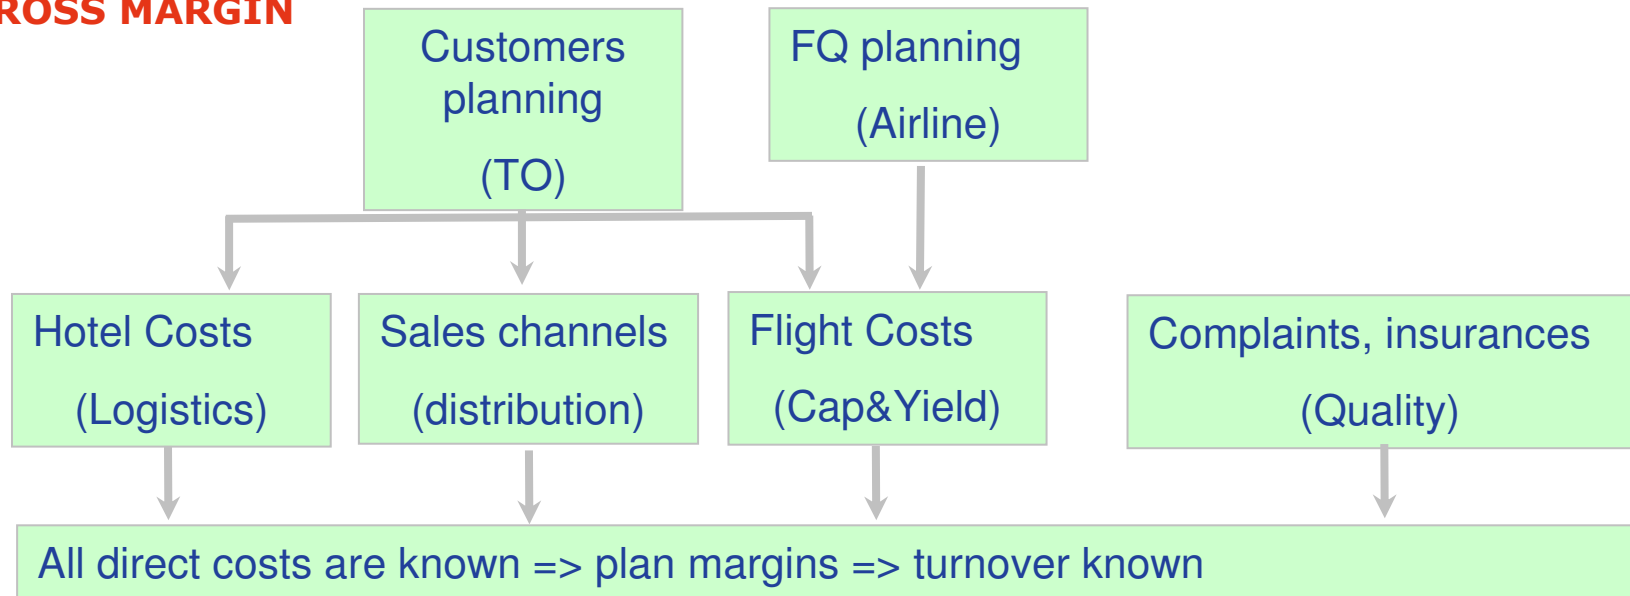 ROSS MARGIN
Customers
planning
(TO)
FQ planning
(Airline)
Hotel Costs
(Logistics)
Sales channels
(distribution)
Flight Costs
(Cap&Yield)
Complaints, insurances
(Quality)
All direct costs are known => plan margins => turnover known